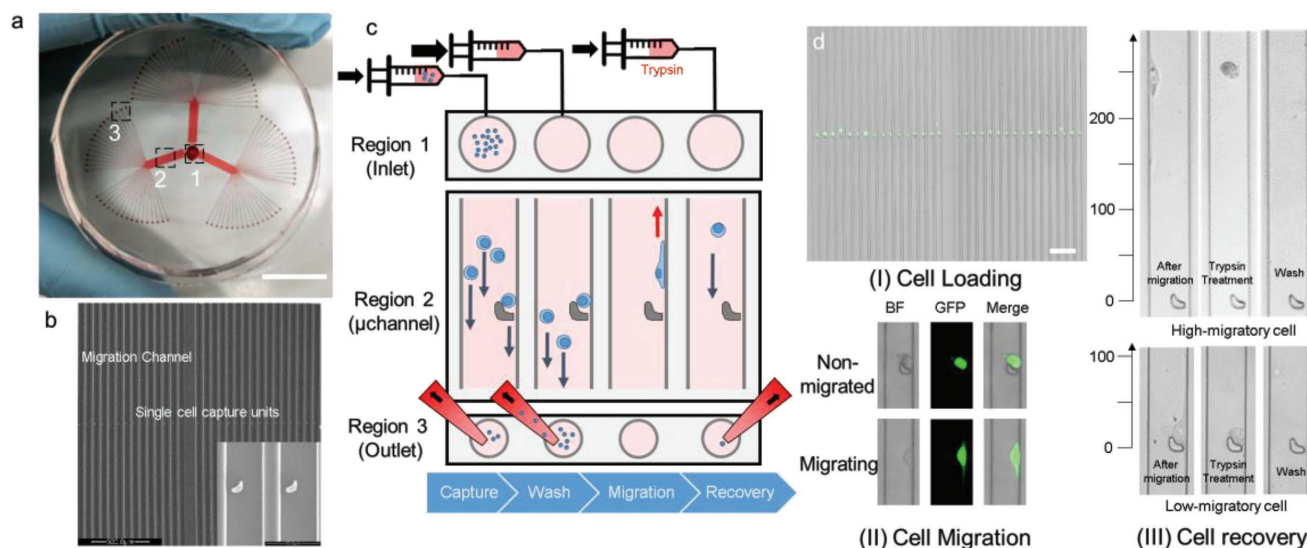 a
3
2
1
b
Migration Channel
Single cell capture units
c
Trypsin
Region 1
(Inlet)
Region 2
(µchannel)
Region 3
(Outlet)
Capture
Wash
Migration
Recovery
d
(I) Cell Loading
BF
GFP
Merge
Non-
migrated
Migrating
(II) Cell Migration
200
100
0
After
migration
Trypsin
Treatment
Wash
High-migratory cell
100
0
After
migration
Trypsin
Treatment
Wash
Low-migratory cell
(III) Cell recovery